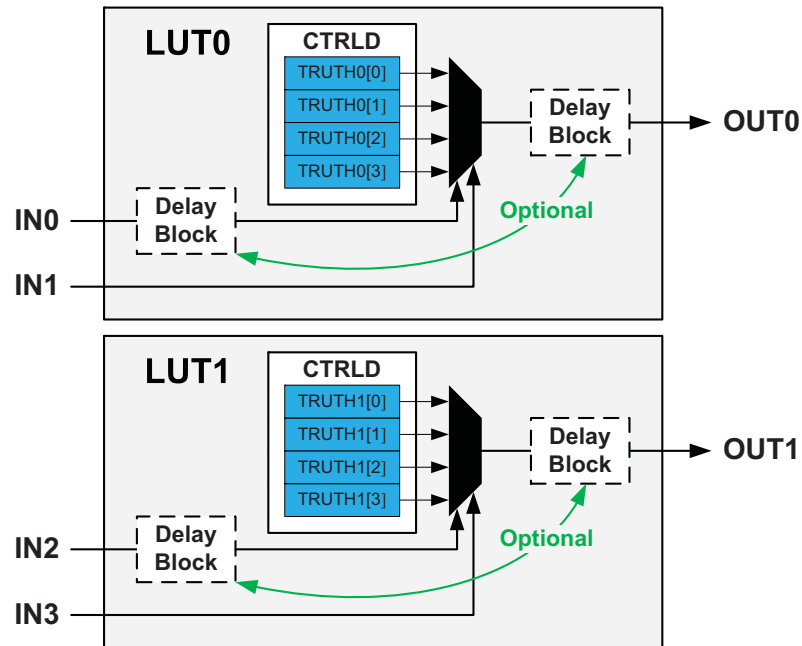 LUT0
CTRLD
TRUTH0[0]
TRUTH0[1]
TRUTH0[2]
TRUTH0[3]
Delay
Block
OUT0
IN0
Delay
Block
Optional
IN1
LUT1
CTRLD
TRUTH1[0]
TRUTH1[1]
TRUTH1[2]
TRUTH1[3]
Delay
Block
OUT1
IN2
Delay
Block
Optional
IN3